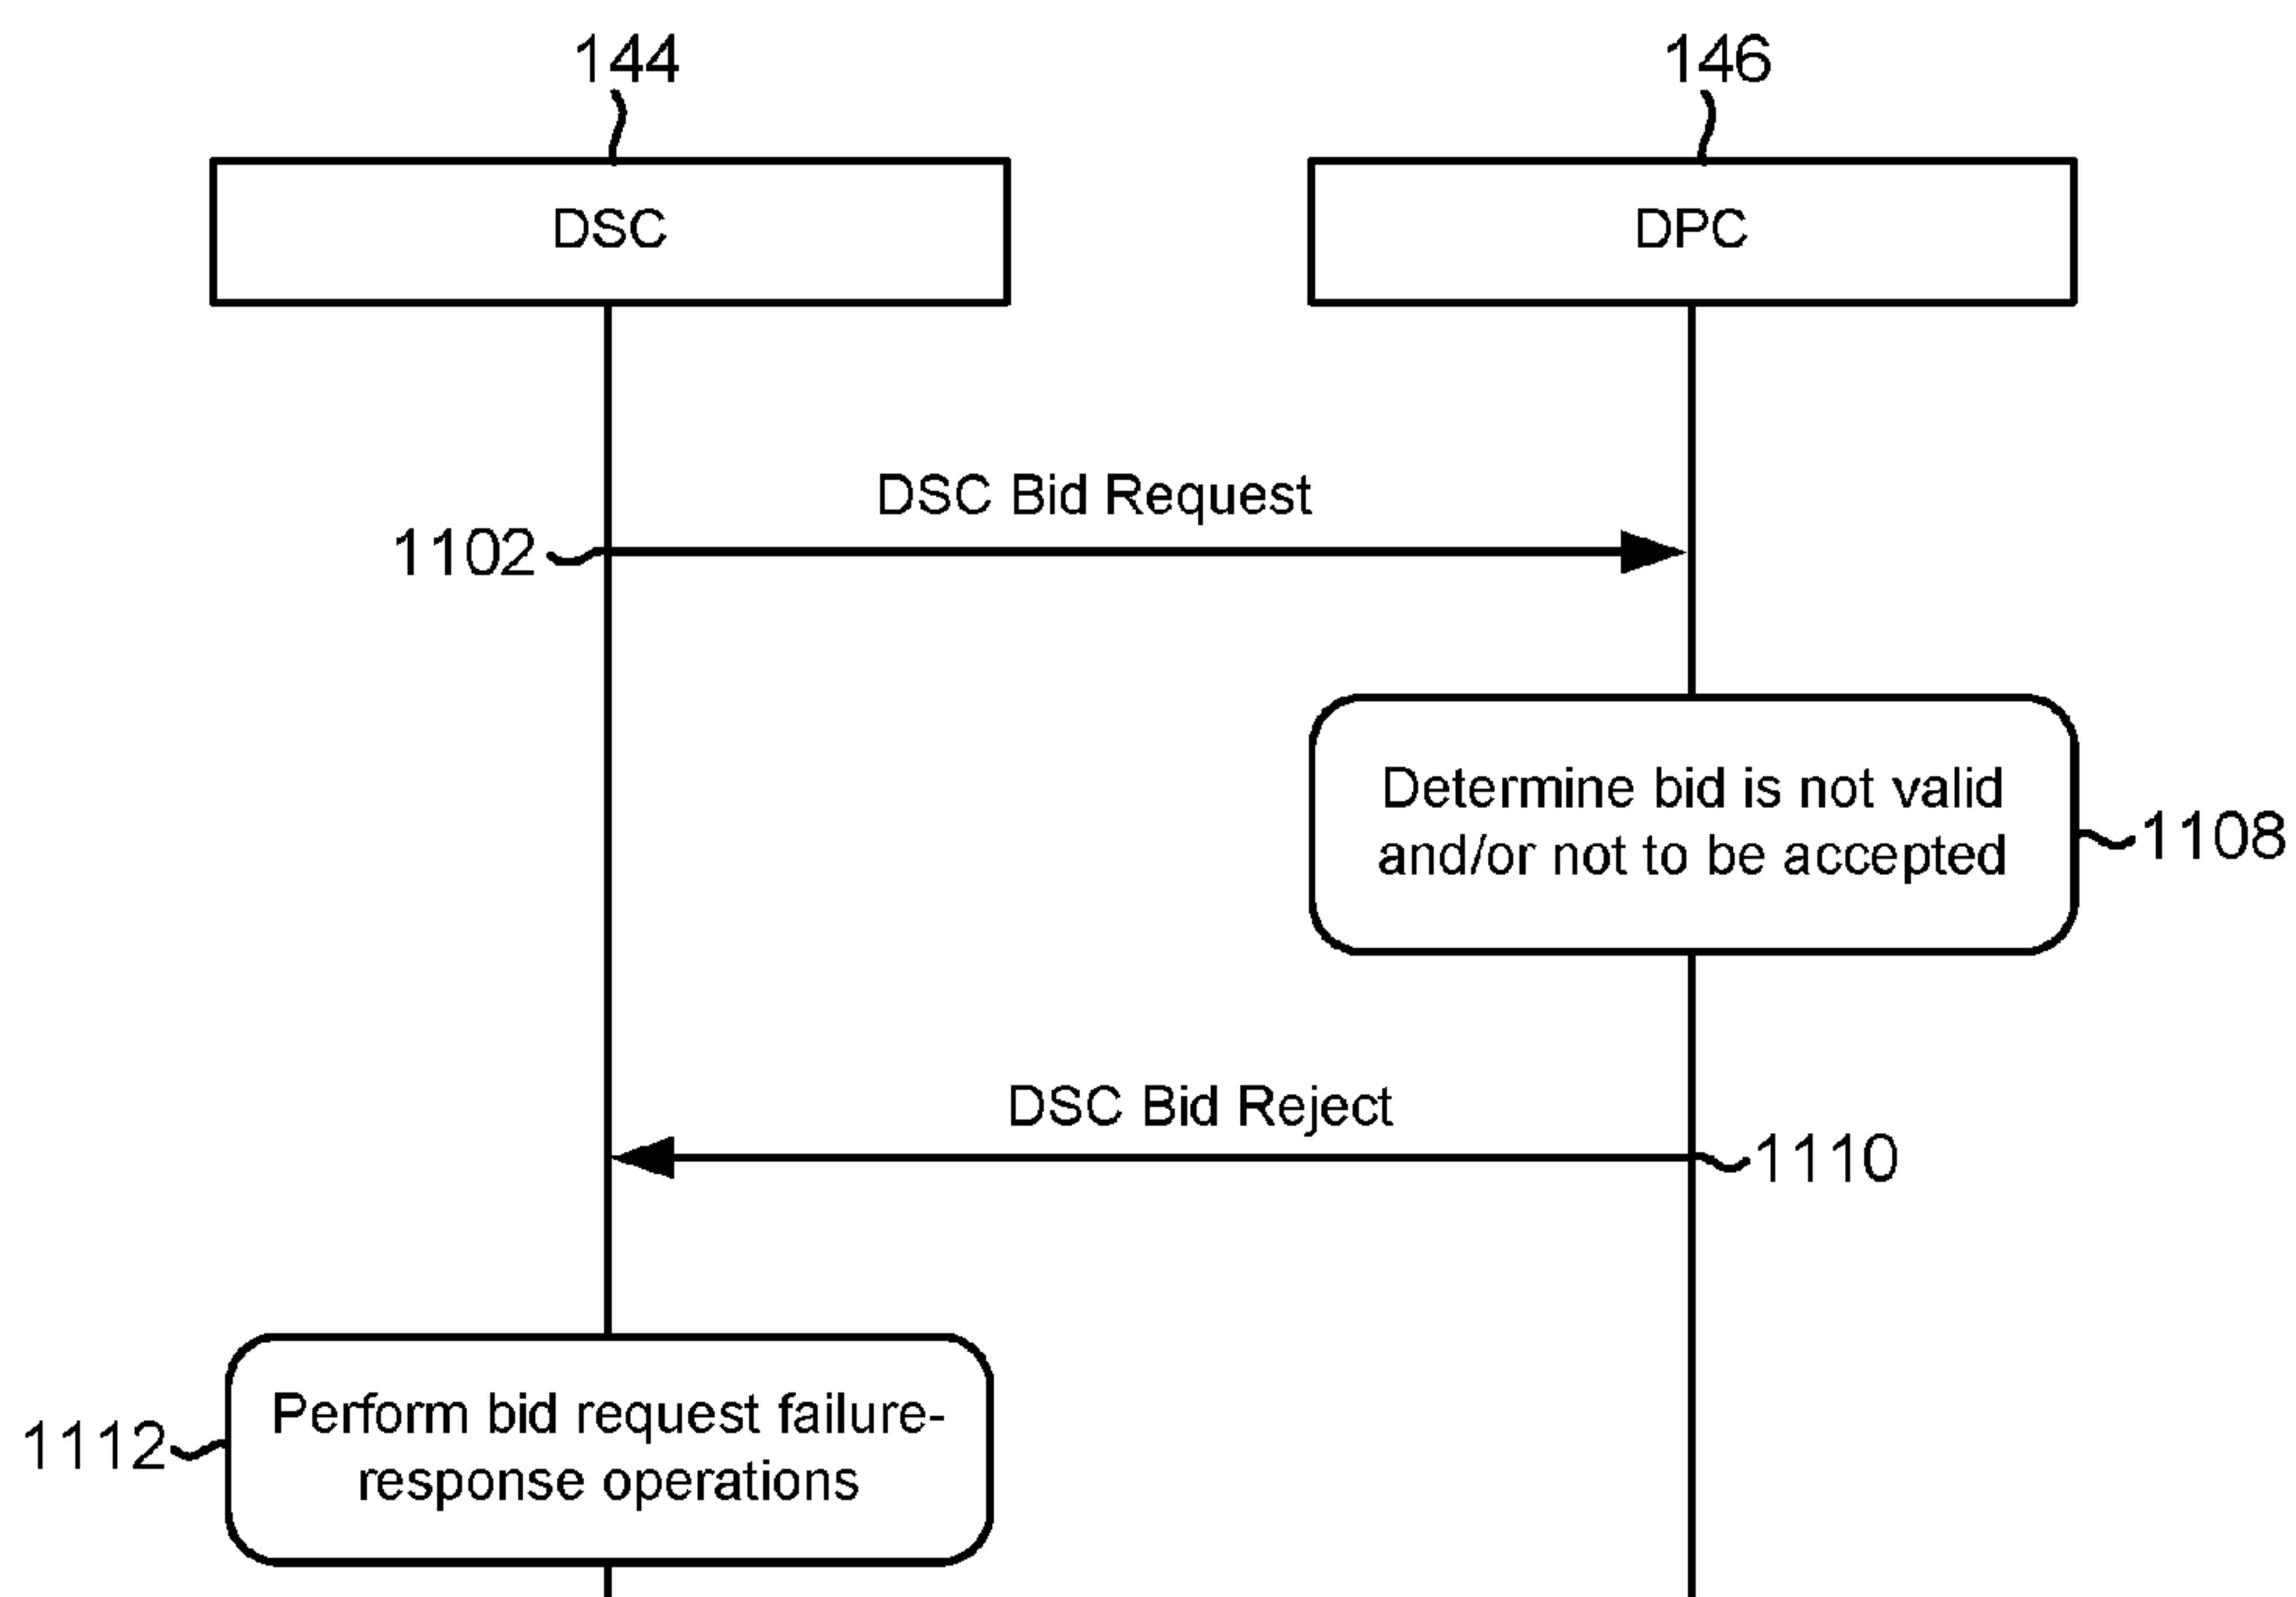 144
146
DSC
DPC
DSC Bid Request
1102
Determine bid is not valid
and/or not to be accepted
1108
DSC Bid Reject
1110
Perform bid request failure-
response operations
1112